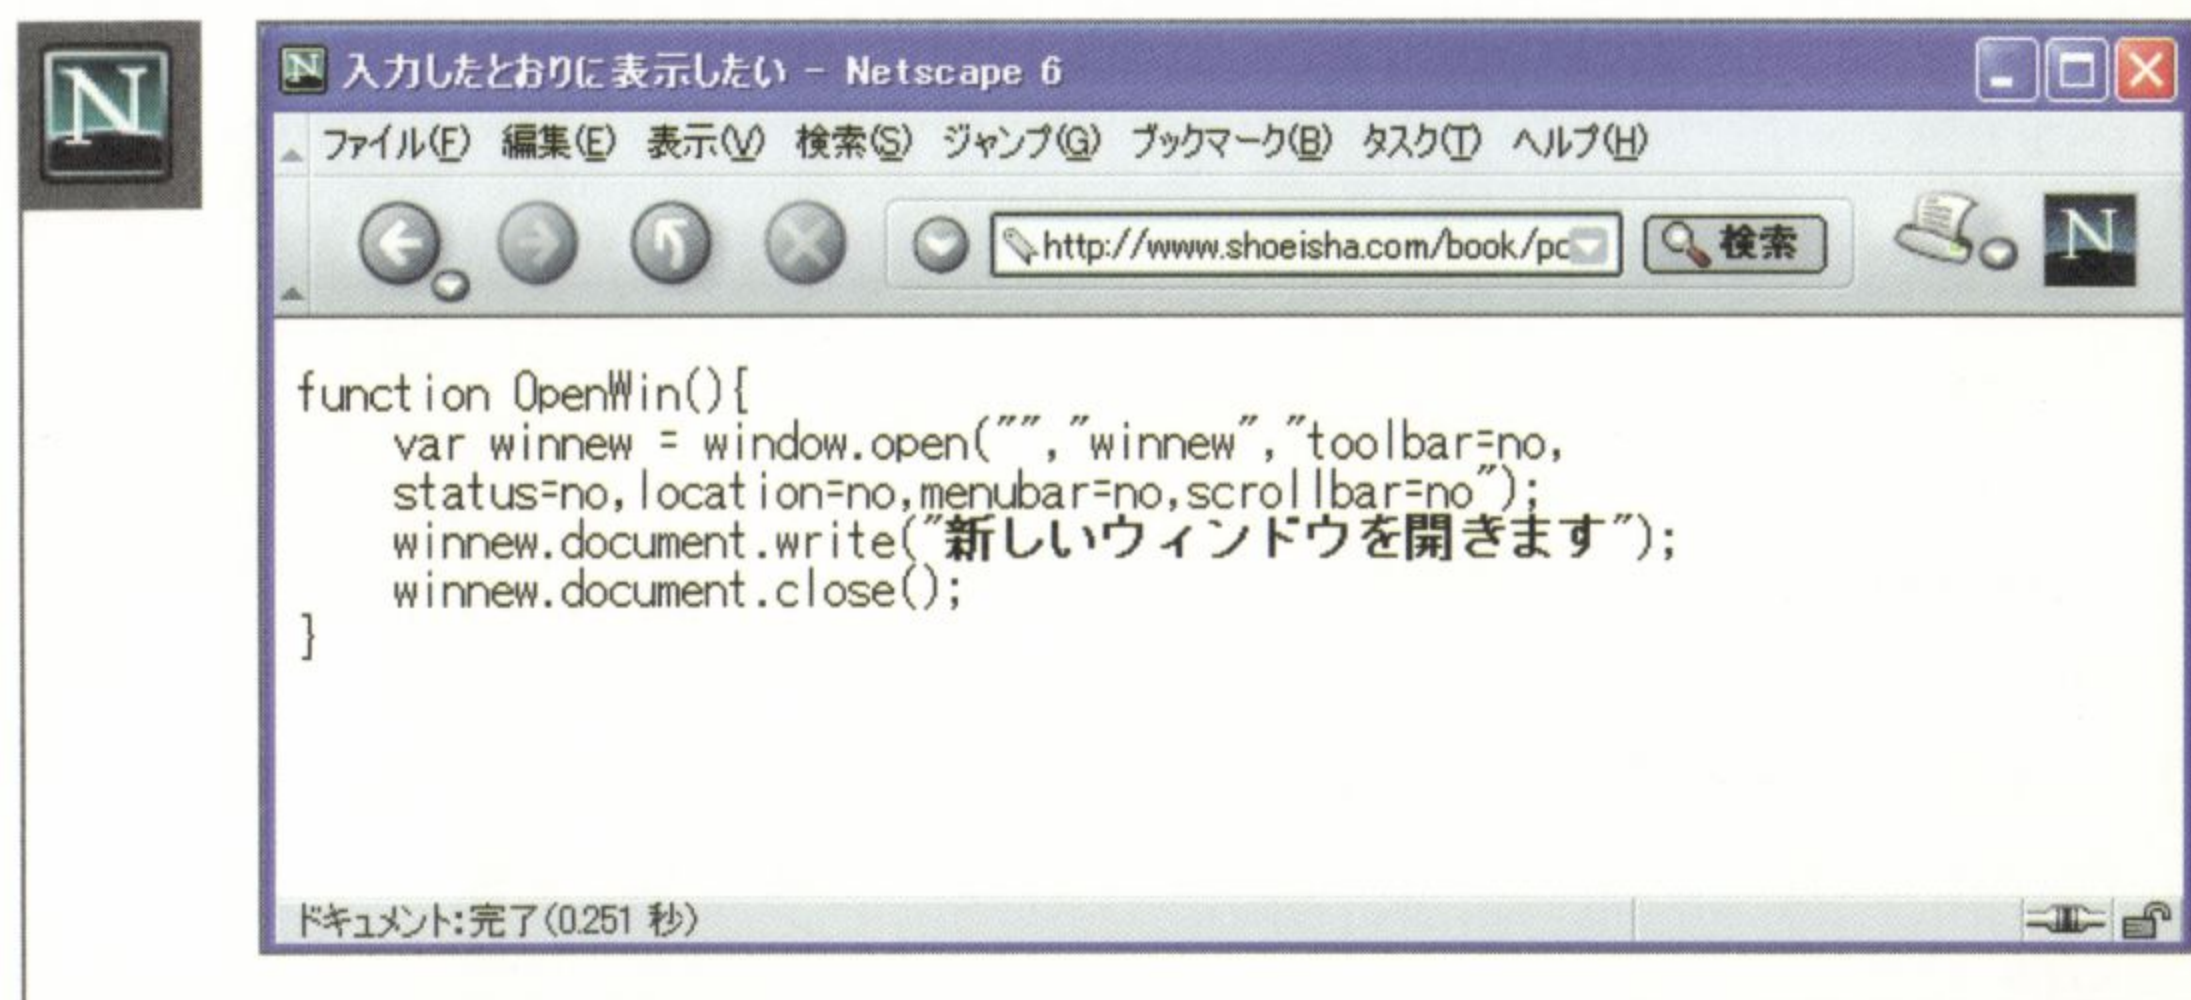 N
入力したとおりに表示したい - Netscape 6
ファイル(F) 編集(E) 表示(V) 検索(S) ジャンプ(G) ブックマーク(B) タスク(T) ヘルプ(H)
http://www.shoeisha.com/book/pc 検索 N
function OpenWin(){
    var winnew = window.open("","winnew","toolbar=no,
    status=no,location=no,menubar=no,scrollbar=no");
    winnew.document.write("新しいウィンドウを開きます");
    winnew.document.close();
}
ドキュメント:完了(0.251 秒)